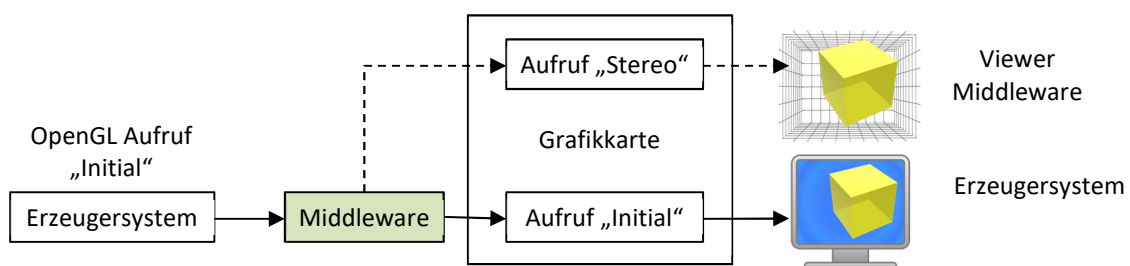 Aufruf „Stereo“
Viewer
Middleware
OpenGL Aufruf
„Initial“
Grafikkarte
Erzeugersystem
Middleware
Aufruf „Initial“
Erzeugersystem